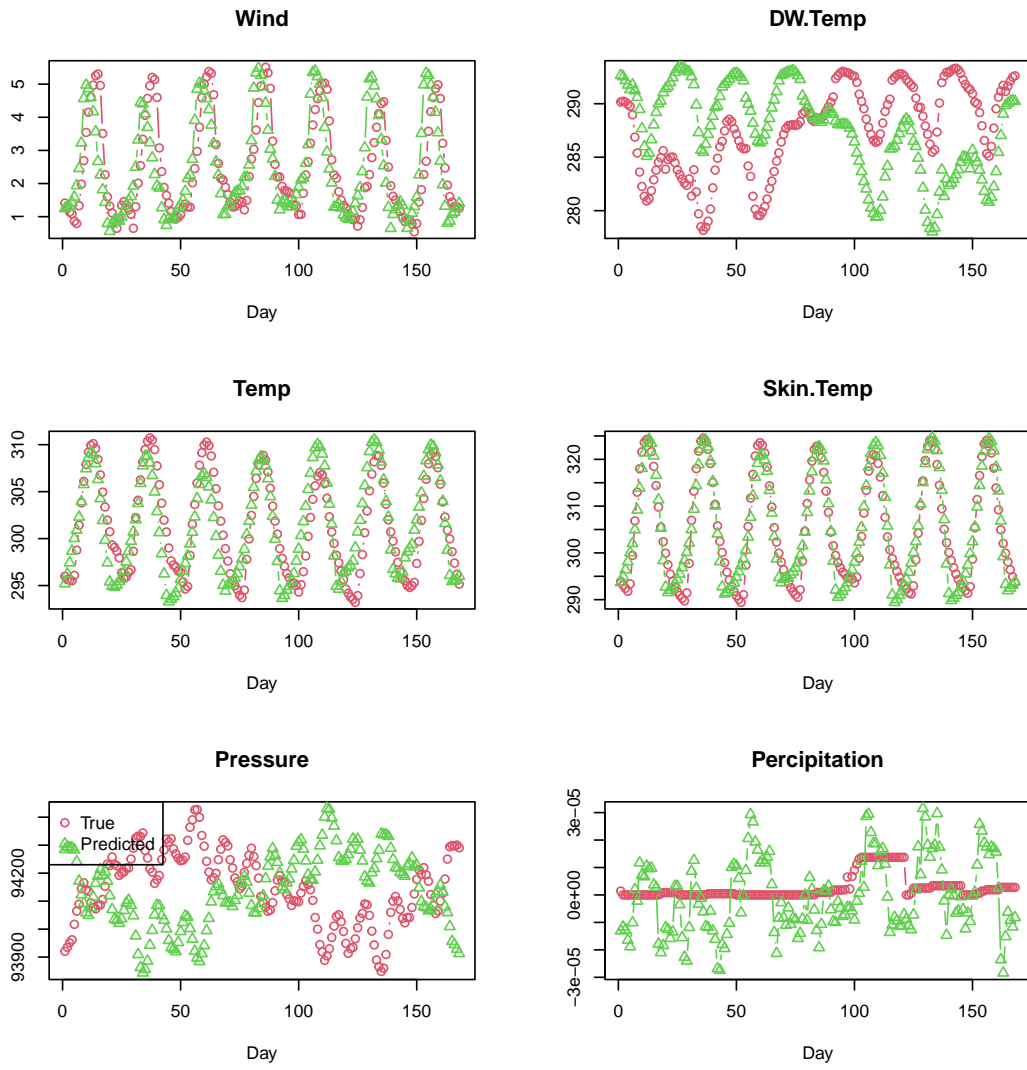 Wind
5
4
3
2
1
0 50 100 150
Day
DW.Temp
290
285
280
0 50 100 150
Day
Temp
310
305
300
295
0 50 100 150
Day
Skin.Temp
320
310
300
290
0 50 100 150
Day
Pressure
True
Predicted
94200
93900
0 50 100 150
Day
Percipitation
3e-05
0e+00
−3e-05
0 50 100 150
Day